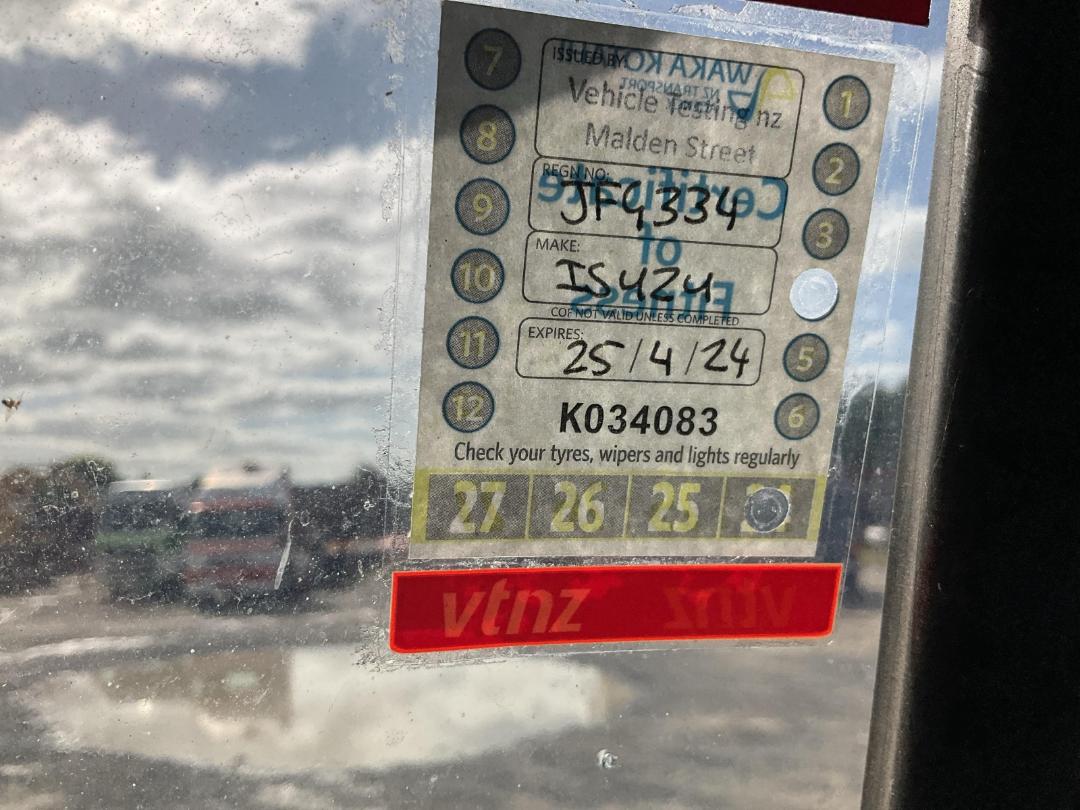 ISSUED BY:
Vehicle Testing nz
Malden Street
WAKA KOTAHI
NZ TRANSPORT
REGN NO:
JFG334
Certificate
of
Fitness
MAKE:
ISUZU
COF NOT VALID UNLESS COMPLETED
EXPIRES:
25/4/24
K034083
Check your tyres, wipers and lights regularly
7
8
9
10
11
12
1
2
3
5
6
27 26 25
vtnz vtnz